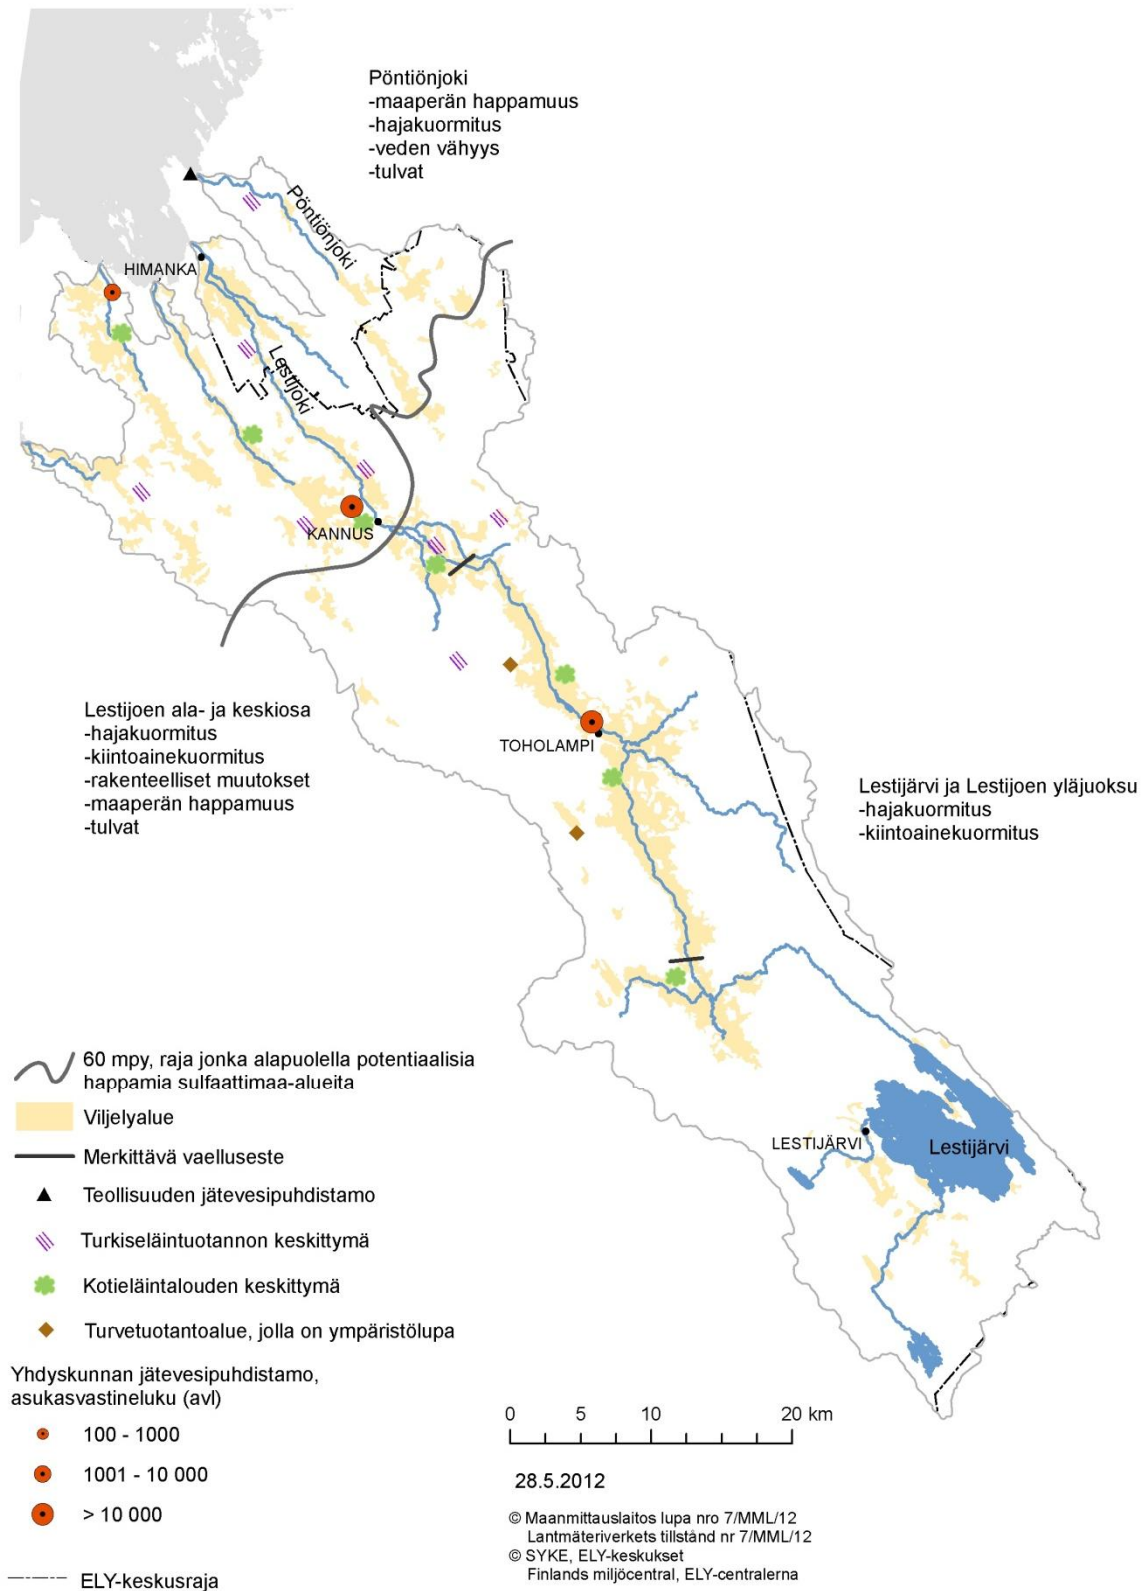 Pöntiönjoki
-maaperän happamuus
-hajakuormitus
-veden vähyys
-tulvat
Pöntiönjoki
HIMANKA
Lestijoki
KANNUS
Lestijoen ala- ja keskiosa
-hajakuormitus
-kiintoainekuormitus
-rakenteelliset muutokset
-maaperän happamuus
-tulvat
TOHOLAMPI
Lestijärvi ja Lestijoen yläjuoksu
-hajakuormitus
-kiintoainekuormitus
LESTIJÄRVI
Lestijärvi
60 mpy, raja jonka alapuolella potentiaalisia
happamia sulfaattimaa-alueita
Viljelyalue
Merkittävä vaelluseste
Teollisuuden jätevesipuhdistamo
Turkiseläintuotannon keskittymä
Kotieläintalouden keskittymä
Turvetuotantoalue, jolla on ympäristölupa
Yhdyskunnan jätevesipuhdistamo,
asukasvastineluku (avl)
100 - 1000
1001 - 10 000
> 10 000
ELY-keskusraja
0 5 10 20 km
28.5.2012
© Maanmittauslaitos lupa nro 7/MML/12
Lantmäteriverkets tillstånd nr 7/MML/12
© SYKE, ELY-keskukset
Finlands miljöcentral, ELY-centralerna